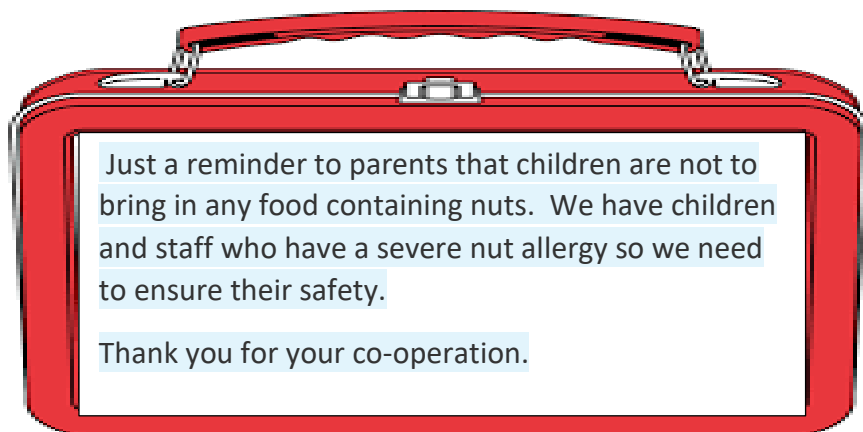 Just a reminder to parents that children are not to
bring in any food containing nuts.  We have children
and staff who have a severe nut allergy so we need
to ensure their safety.
Thank you for your co-operation.